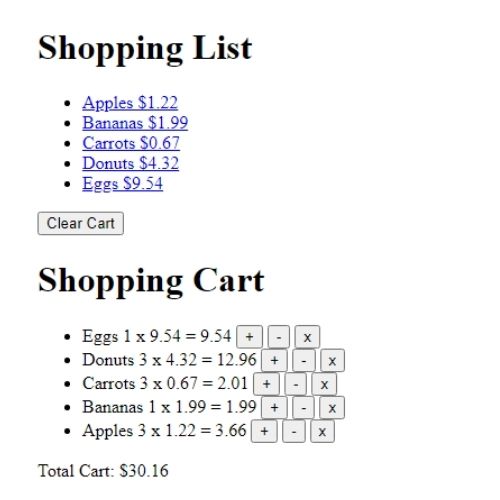 Shopping List
Apples $1.22
Bananas $1.99
Carrots $0.67
Donuts $4.32
Eggs $9.54
Clear Cart
Shopping Cart
Eggs 1 x 9.54 = 9.54 + - x
Donuts 3 x 4.32 = 12.96 + - x
Carrots 3 x 0.67 = 2.01 + - x
Bananas 1 x 1.99 = 1.99 + - x
Apples 3 x 1.22 = 3.66 + - x
Total Cart: $30.16